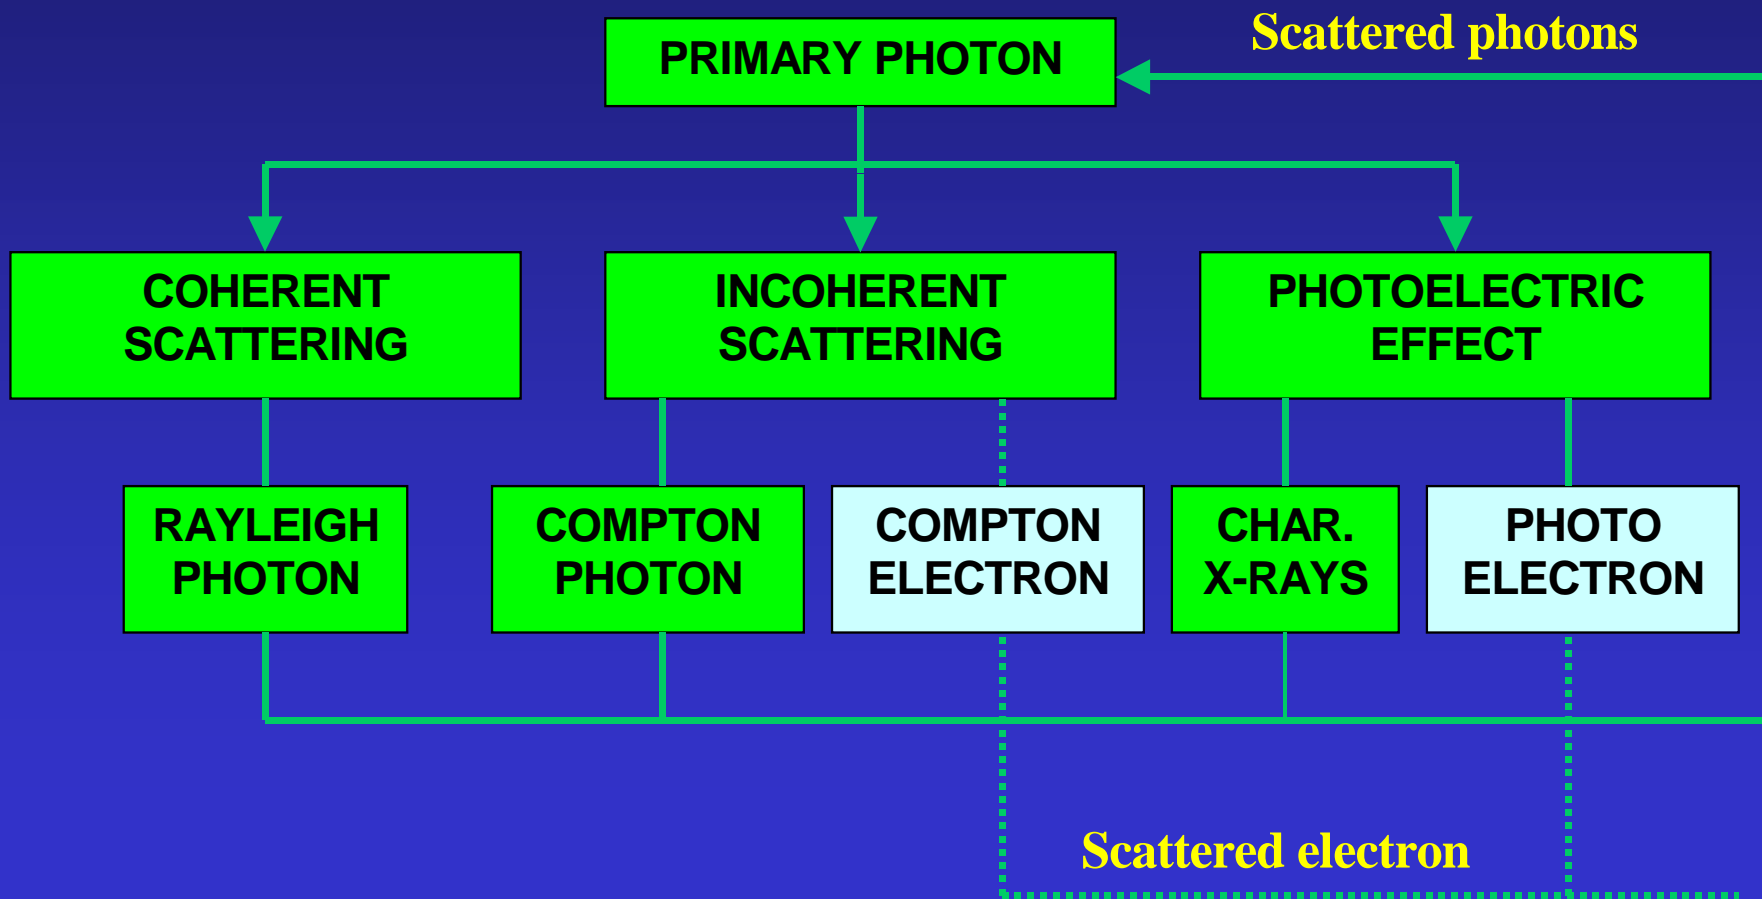 Scattered photons
PRIMARY PHOTON
COHERENT
SCATTERING
INCOHERENT
SCATTERING
PHOTOELECTRIC
EFFECT
RAYLEIGH
PHOTON
COMPTON
PHOTON
COMPTON
ELECTRON
CHAR.
X-RAYS
PHOTO
ELECTRON
Scattered electron